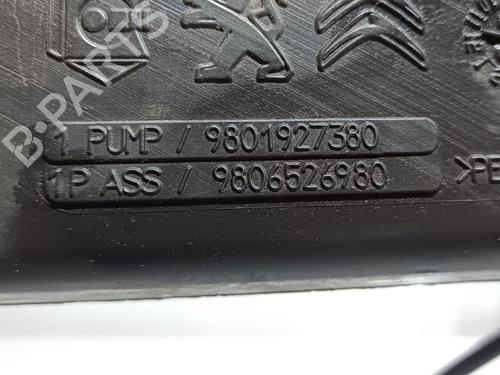 B-PARTS
1 PUMP / 9801927380
1P ASS / 9806526980
>PE